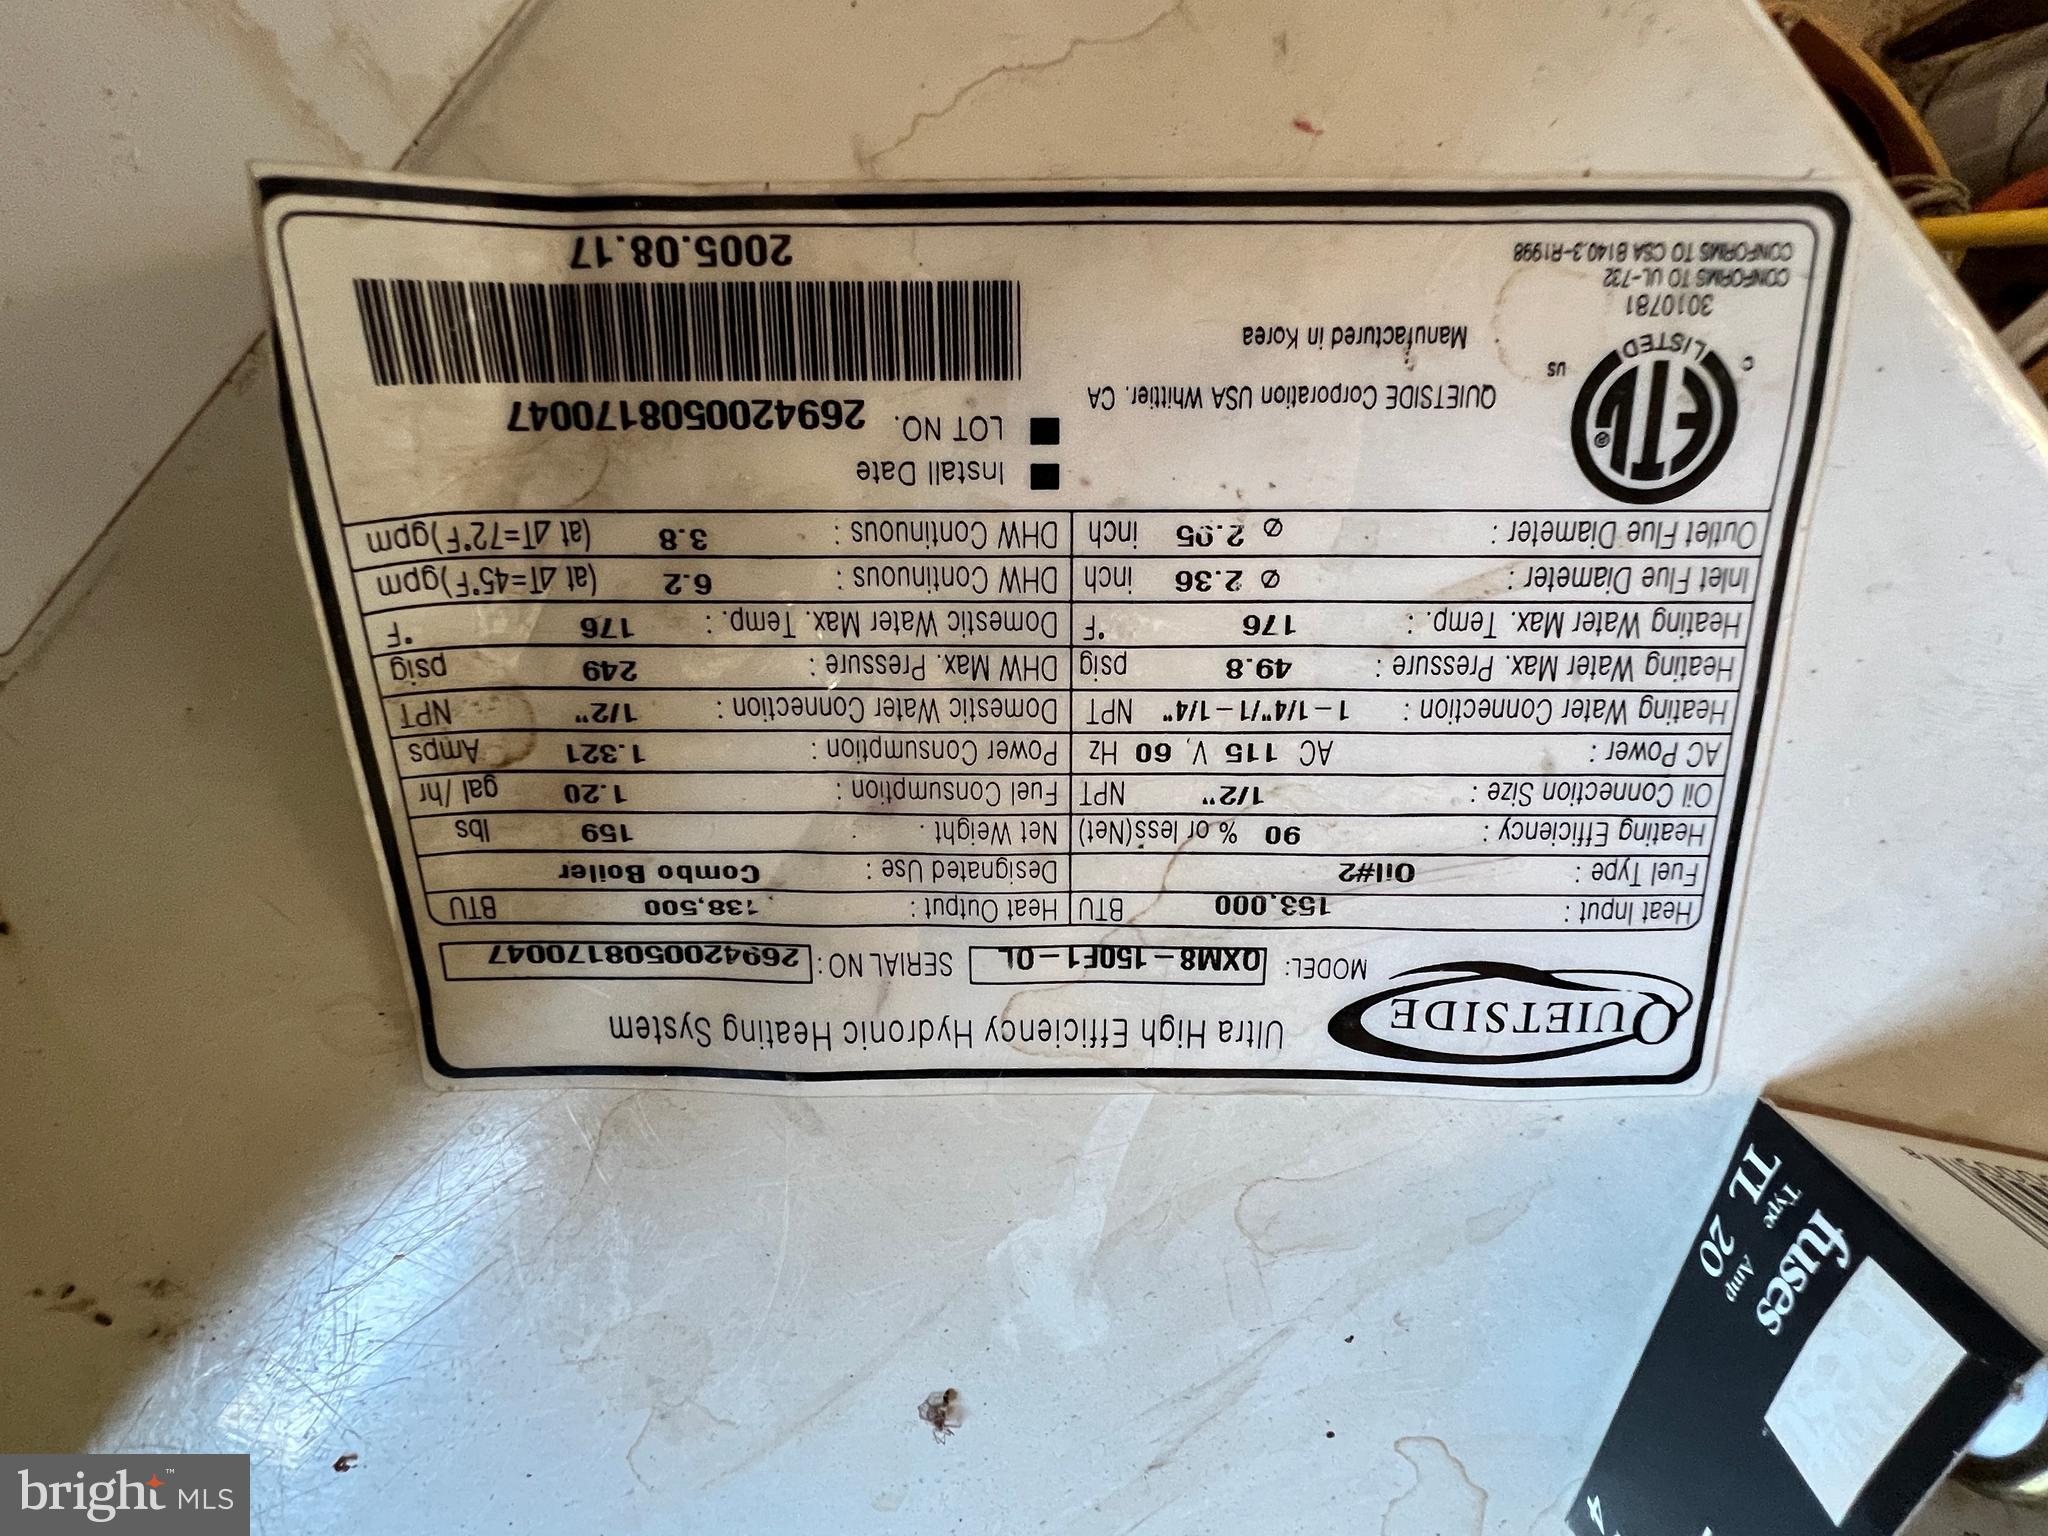 QUIETSIDE
Ultra High Efficiency Hydronic Heating System
MODEL: QXM8-150F1-OL SERIAL NO: 2694200508170047
Heat Input : 153,000 BTU Heat Output : 138,500 BTU
Fuel Type : Oil#2 Designated Use : Combo Boiler
Heating Efficiency : 90 % or less(Net) Net Weight : 159 lbs
Oil Connection Size : 1/2" NPT Fuel Consumption : 1.20 gal/hr
AC Power : AC 115 V, 60 Hz Power Consumption : 1.321 Amps
Heating Water Connection : 1-1/4"/1-1/4" NPT Domestic Water Connection : 1/2" NPT
Heating Water Max. Pressure : 49.8 psig DHW Max. Pressure : 249 psig
Heating Water Max. Temp. : 176 °F Domestic Water Max. Temp. : 176 °F
Inlet Flue Diameter : Ø 2.36 inch DHW Continuous : 6.2 (at ΔT=45°F)gpm
Outlet Flue Diameter : Ø 2.95 inch DHW Continuous : 3.8 (at ΔT=72°F)gpm
ETL
®
LISTED
C US
3010781
CONFORMS TO UL-732
CONFORMS TO CSA B140.3-R1998
QUIETSIDE Corporation USA Whittier, CA
Manufactured in Korea
■ Install Date
■ LOT NO. 2694200508170047
2005.08.17
fuses
Type Amp
TL 20
4
bright™ MLS